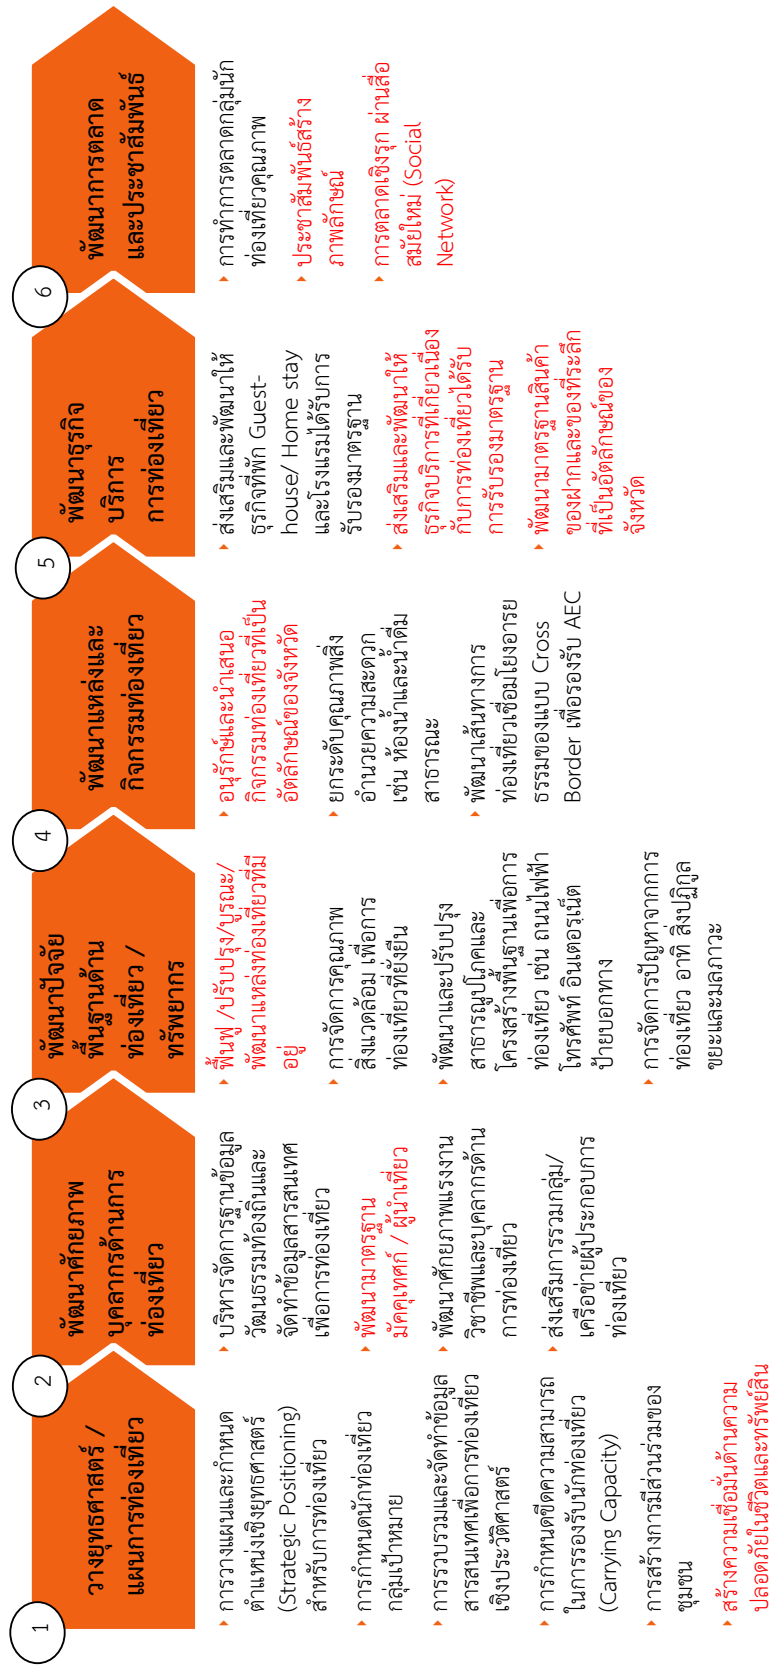 1
วางยุทธศาสตร์ /
แผนการท่องเที่ยว
การวางแผนและกำหนด
ตำแหน่งเชิงยุทธศาสตร์
(Strategic Positioning)
สำหรับการท่องเที่ยว
การกำหนดนักท่องเที่ยว
กลุ่มเป้าหมาย
การรวบรวมและจัดทำข้อมูล
สารสนเทศเพื่อการท่องเที่ยว
เชิงประวัติศาสตร์
การกำหนดขีดความสามารถ
ในการรองรับนักท่องเที่ยว
(Carrying Capacity)
การสร้างการมีส่วนร่วมของ
ชุมชน
สร้างความเชื่อมั่นด้านความ
ปลอดภัยในชีวิตและทรัพย์สิน
2
พัฒนาศักยภาพ
บุคลากรด้านการ
ท่องเที่ยว
บริหารจัดการฐานข้อมูล
วัฒนธรรมท้องถิ่นและ
จัดทำข้อมูลสารสนเทศ
เพื่อการท่องเที่ยว
พัฒนามาตรฐาน
มัคคุเทศก์ / ผู้นำเที่ยว
พัฒนาศักยภาพแรงงาน
วิชาชีพและบุคลากรด้าน
การท่องเที่ยว
ส่งเสริมการรวมกลุ่ม/
เครือข่ายผู้ประกอบการ
ท่องเที่ยว
3
พัฒนาปัจจัย
พื้นฐานด้าน
ท่องเที่ยว /
ทรัพยากร
ฟื้นฟู /ปรับปรุง/บูรณะ/
พัฒนาแหล่งท่องเที่ยวที่มี
อยู่
การจัดการคุณภาพ
สิ่งแวดล้อม เพื่อการ
ท่องเที่ยวที่ยั่งยืน
พัฒนาและปรับปรุง
สาธารณูปโภคและ
โครงสร้างพื้นฐานเพื่อการ
ท่องเที่ยว เช่น ถนนไฟฟ้า
โทรศัพท์ อินเตอร์เน็ต
ป้ายบอกทาง
การจัดการปัญหาจากการ
ท่องเที่ยว อาทิ สิ่งปฏิกูล
ขยะและมลภาวะ
4
พัฒนาแหล่งและ
กิจกรรมท่องเที่ยว
อนุรักษ์และนำเสนอ
กิจกรรมท่องเที่ยวที่เป็น
อัตลักษณ์ของจังหวัด
ยกระดับคุณภาพสิ่ง
อำนวยความสะดวก
เช่น ห้องน้ำและน้ำดื่ม
สาธารณะ
พัฒนาเส้นทางการ
ท่องเที่ยวเชื่อมโยงอารย
ธรรมของแบบ Cross
Border เพื่อรองรับ AEC
5
พัฒนาธุรกิจ
บริการ
การท่องเที่ยว
ส่งเสริมและพัฒนาให้
ธุรกิจที่พัก Guest-
house/ Home stay
และโรงแรมได้รับการ
รับรองมาตรฐาน
ส่งเสริมและพัฒนาให้
ธุรกิจบริการที่เกี่ยวเนื่อง
กับการท่องเที่ยวได้รับ
การรับรองมาตรฐาน
พัฒนามาตรฐานสินค้า
ของฝากและของที่ระลึก
ที่เป็นอัตลักษณ์ของ
จังหวัด
6
พัฒนาการตลาด
และประชาสัมพันธ์
การทำการตลาดกลุ่มนัก
ท่องเที่ยวคุณภาพ
ประชาสัมพันธ์สร้าง
ภาพลักษณ์
การตลาดเชิงรุก ผ่านสื่อ
สมัยใหม่ (Social
Network)